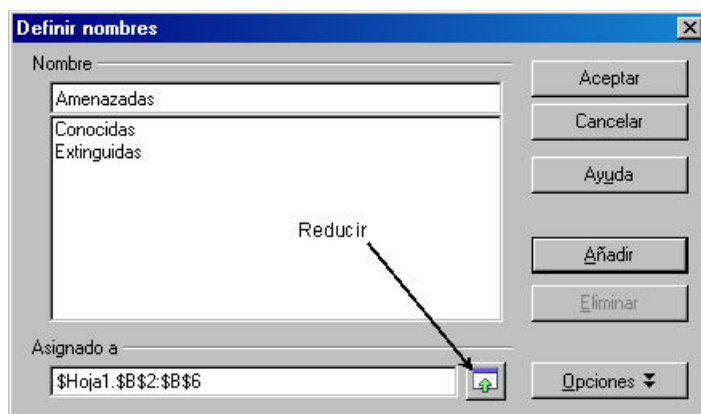 Definir nombres
Nombre
Amenazadas
Conocidas
Extinguidas
Aceptar
Cancelar
Ayuda
Reducir
Añadir
Eliminar
Asignado a
$Hoja1.$B$2:$B$6
Opciones